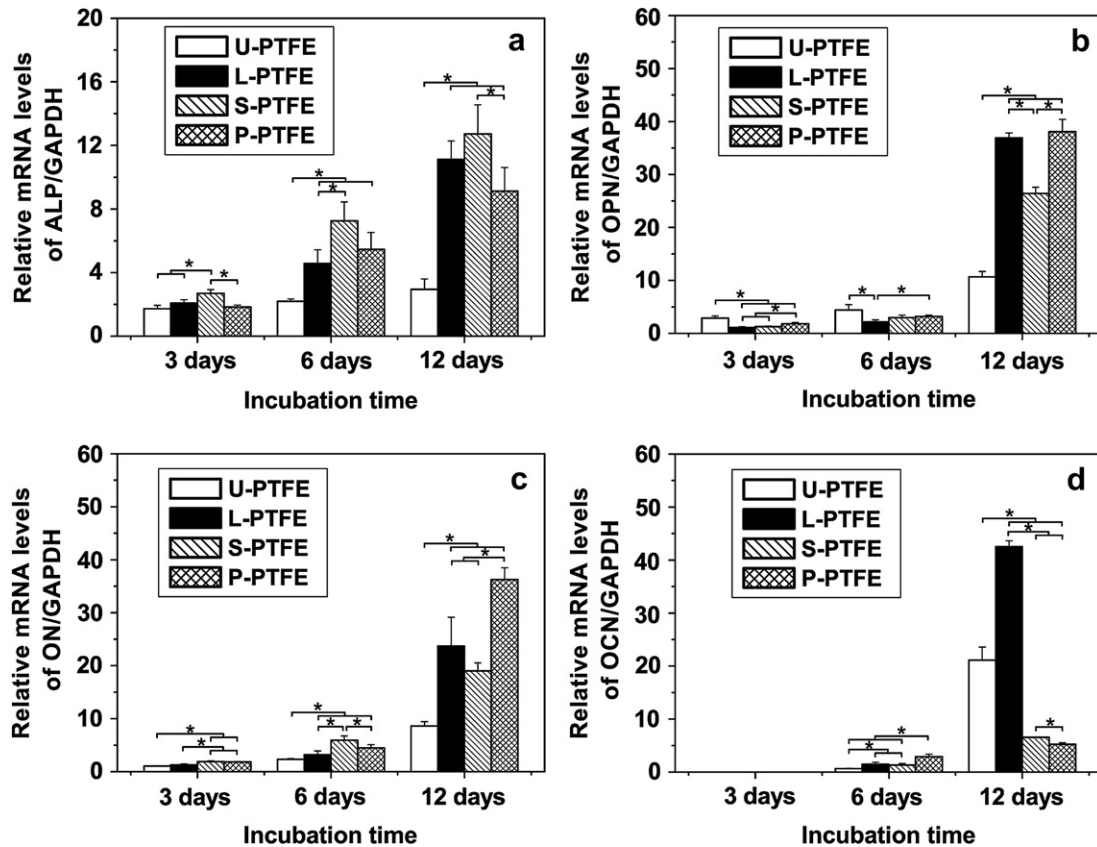 a
U-PTFE
L-PTFE
S-PTFE
P-PTFE
Relative mRNA levels
of ALP/GAPDH
20
16
12
8
4
0
* * * * * *
3 days 6 days 12 days
Incubation time
b
U-PTFE
L-PTFE
S-PTFE
P-PTFE
Relative mRNA levels
of OPN/GAPDH
60
50
40
30
20
10
0
* * * * * * *
3 days 6 days 12 days
Incubation time
c
U-PTFE
L-PTFE
S-PTFE
P-PTFE
Relative mRNA levels
of ON/GAPDH
60
50
40
30
20
10
0
* * * * * * *
3 days 6 days 12 days
Incubation time
d
U-PTFE
L-PTFE
S-PTFE
P-PTFE
Relative mRNA levels
of OCN/GAPDH
60
50
40
30
20
10
0
* * * * *
3 days 6 days 12 days
Incubation time